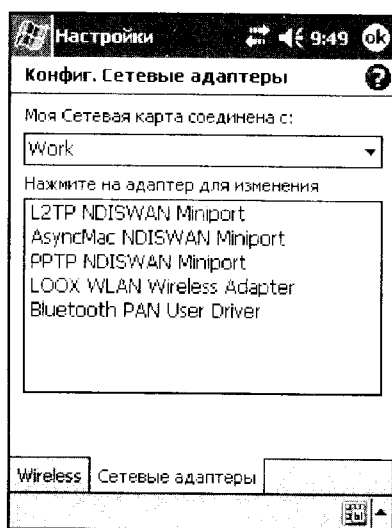 Настройки 9:49 ok
Конфиг. Сетевые адаптеры ?
Моя Сетевая карта соединена с:
Work
Нажмите на адаптер для изменения
L2TP NDISWAN Miniport
AsyncMac NDISWAN Miniport
PPTP NDISWAN Miniport
LOOX WLAN Wireless Adapter
Bluetooth PAN User Driver
Wireless Сетевые адаптеры